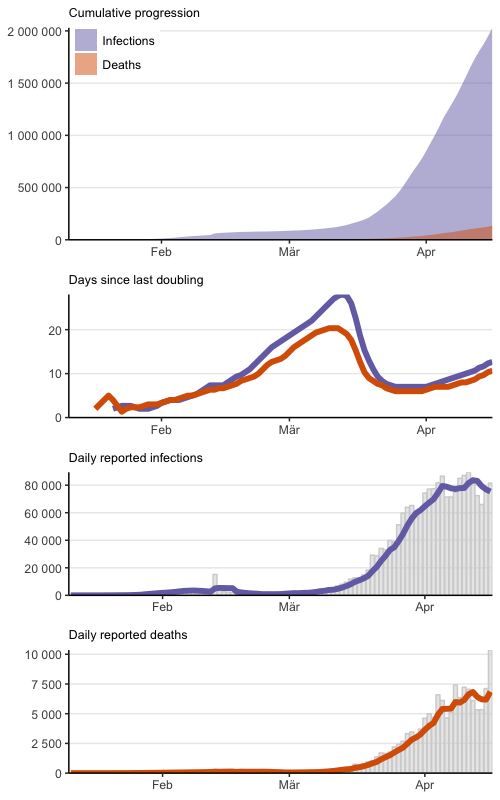 Cumulative progression
2 000 000
1 500 000
1 000 000
500 000
0
Infections
Deaths
Feb Mär Apr
Days since last doubling
20
10
0
Feb Mär Apr
Daily reported infections
80 000
60 000
40 000
20 000
0
Feb Mär Apr
Daily reported deaths
10 000
7 500
5 000
2 500
0
Feb Mär Apr